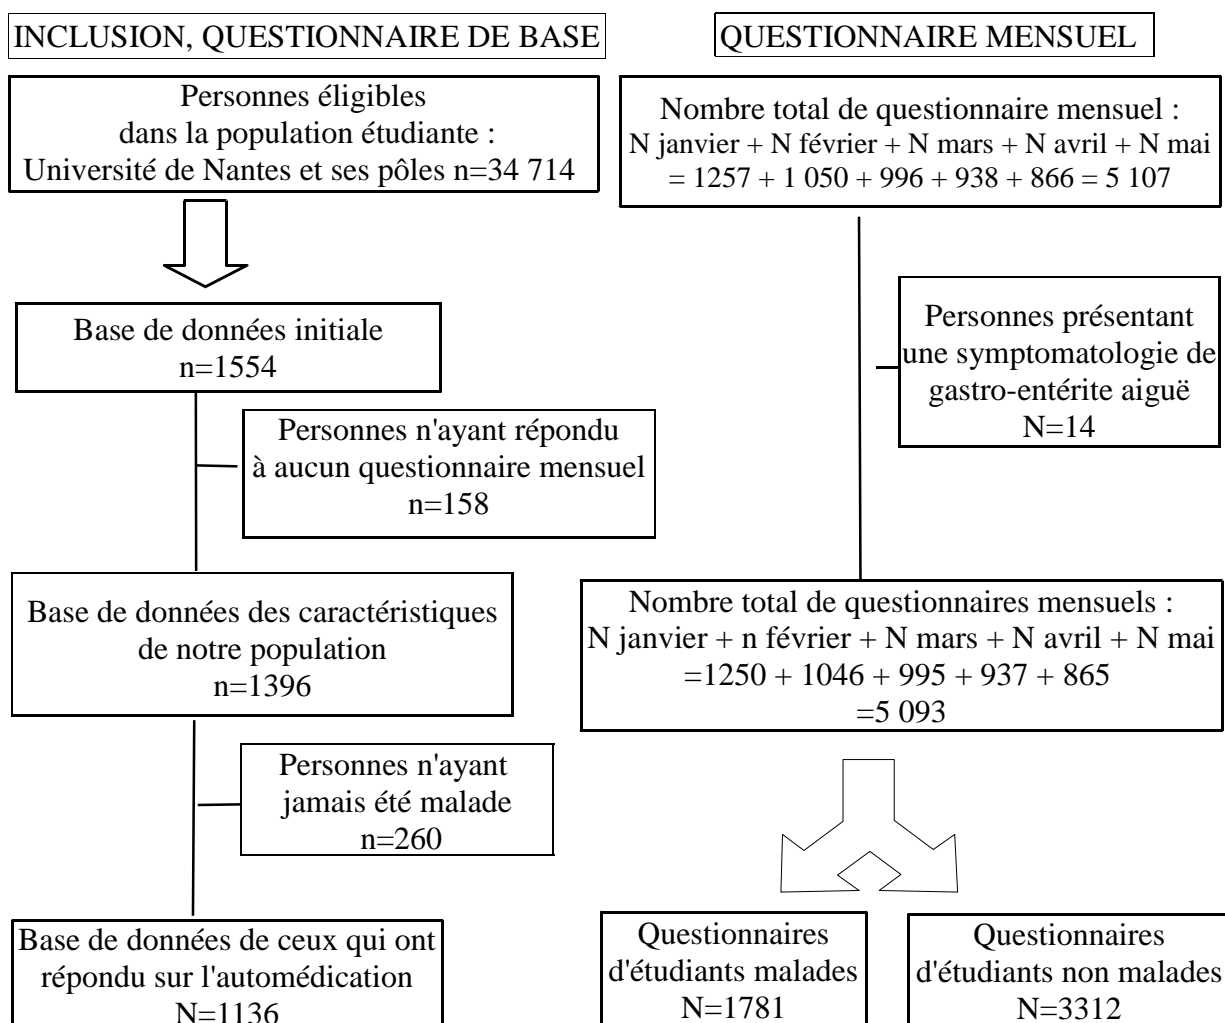 INCLUSION, QUESTIONNAIRE DE BASE
Personnes éligibles
dans la population étudiante :
Université de Nantes et ses pôles n=34 714
Base de données initiale
n=1554
Personnes n'ayant répondu
à aucun questionnaire mensuel
n=158
Base de données des caractéristiques
de notre population
n=1396
Personnes n'ayant
jamais été malade
n=260
Base de données de ceux qui ont
répondu sur l'automédication
N=1136
QUESTIONNAIRE MENSUEL
Nombre total de questionnaire mensuel :
N janvier + N février + N mars + N avril + N mai
= 1257 + 1 050 + 996 + 938 + 866 = 5 107
Personnes présentant
une symptomatologie de
gastro-entérite aiguë
N=14
Nombre total de questionnaires mensuels :
N janvier + n février + N mars + N avril + N mai
=1250 + 1046 + 995 + 937 + 865
=5 093
Questionnaires
d'étudiants malades
N=1781
Questionnaires
d'étudiants non malades
N=3312